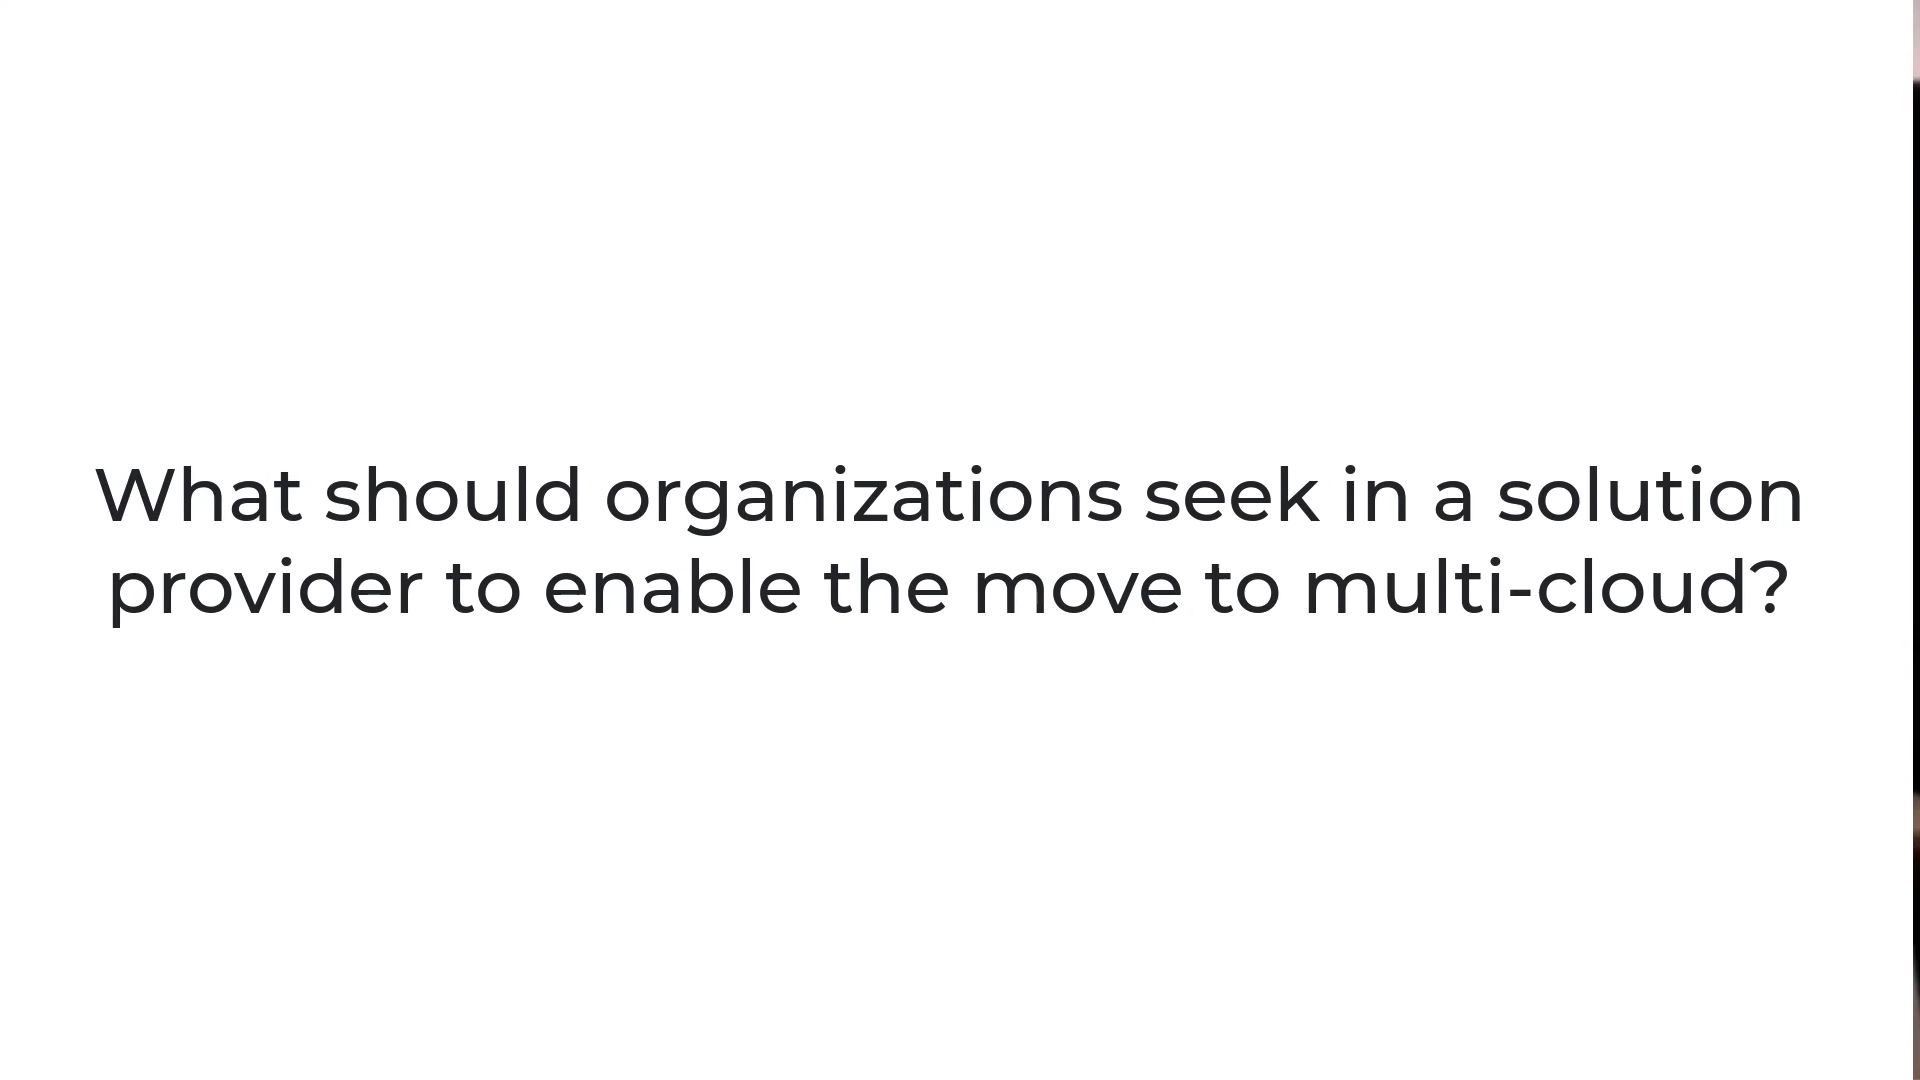 What should organizations seek in a solution
provider to enable the move to multi-cloud?